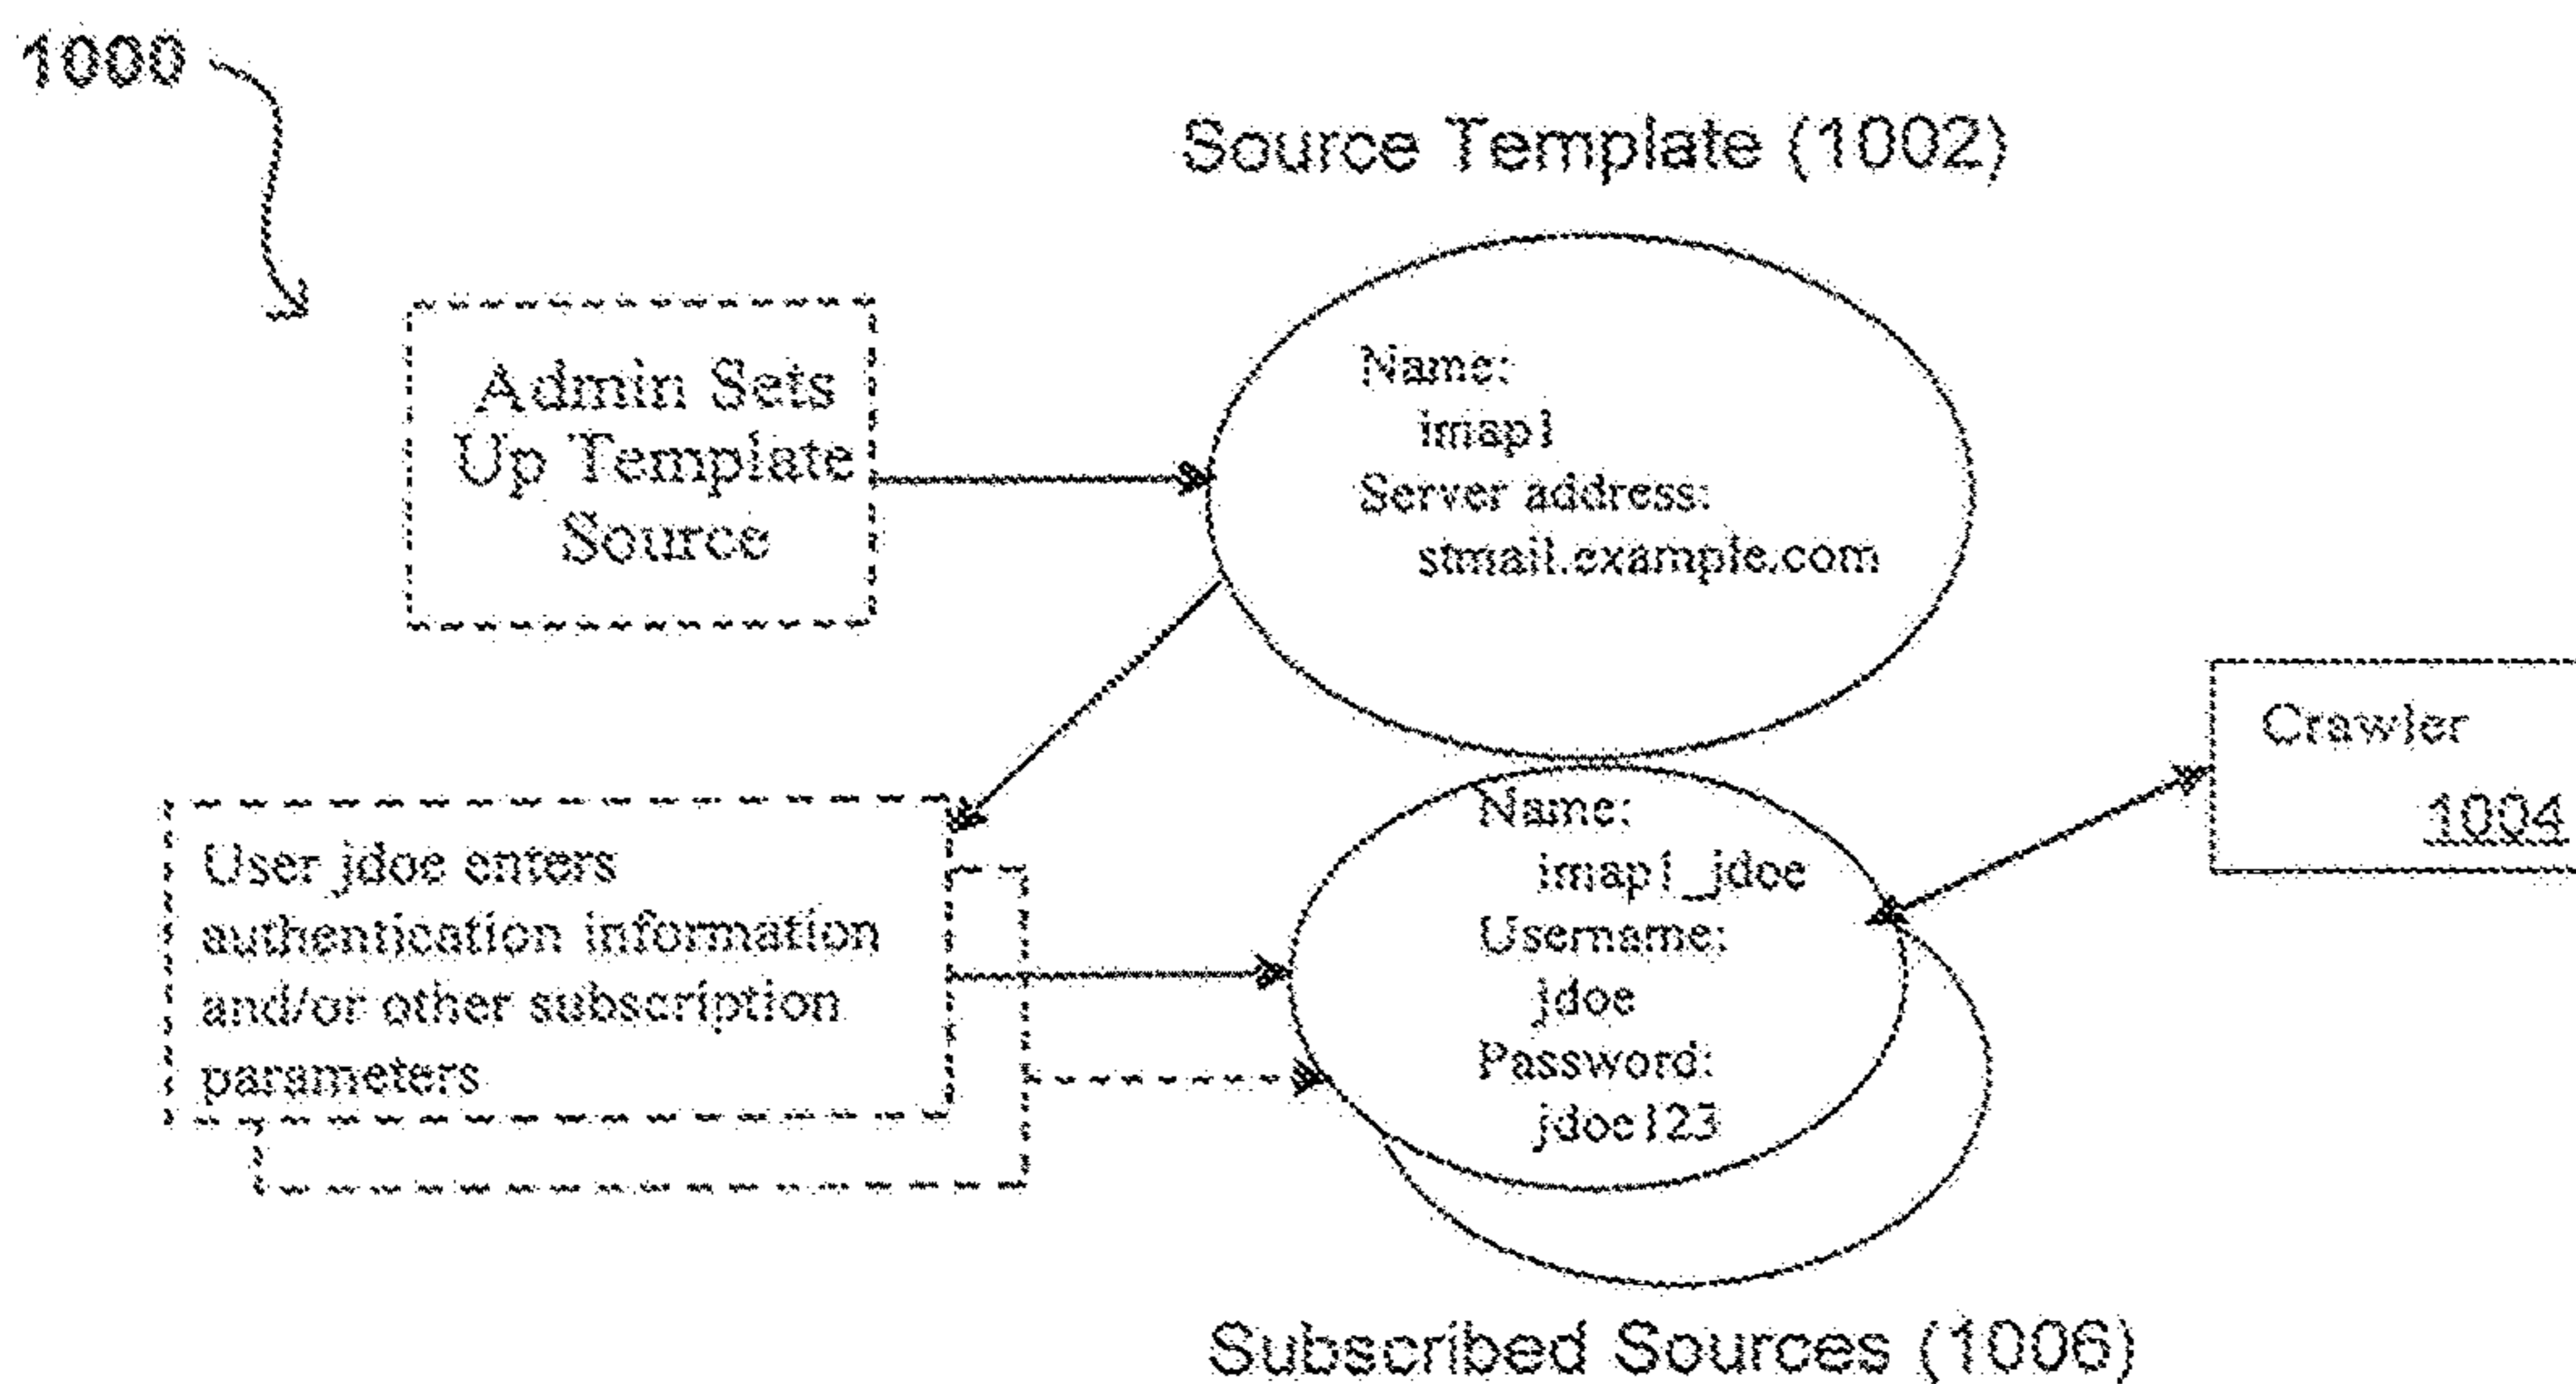 1000
Source Template (1002)
Admin Sets
Up Template
Source
Name:
imap1
Server address:
stmail.example.com
Crawler
1004
User jdoe enters
authentication information
and/or other subscription
parameters
Name:
imap1_jdoe
Username:
jdoe
Password:
jdoe123
Subscribed Sources (1006)